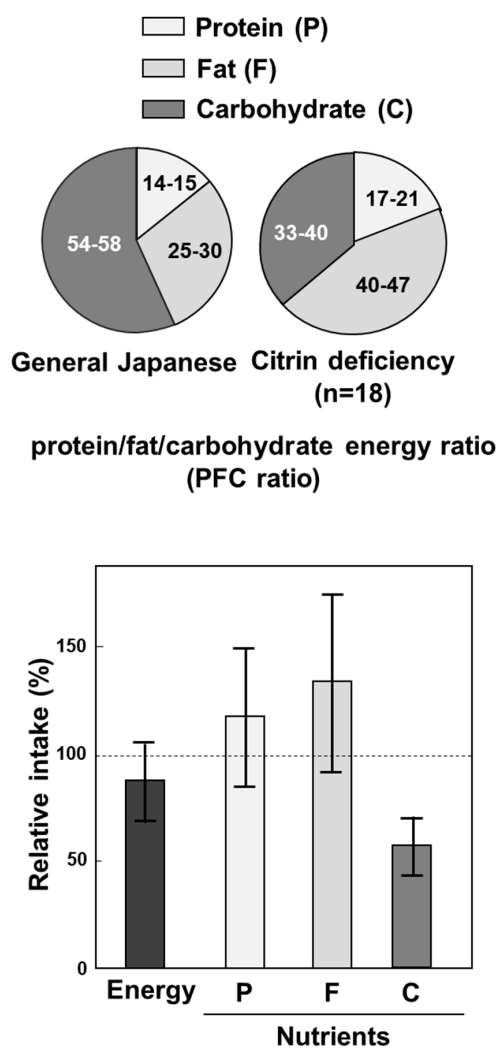 Protein (P)
Fat (F)
Carbohydrate (C)
14-15
54-58
25-30
17-21
33-40
40-47
General Japanese
Citrin deficiency
(n=18)
protein/fat/carbohydrate energy ratio
(PFC ratio)
Relative intake (%)
150
100
50
0
Energy
P
F
C
Nutrients